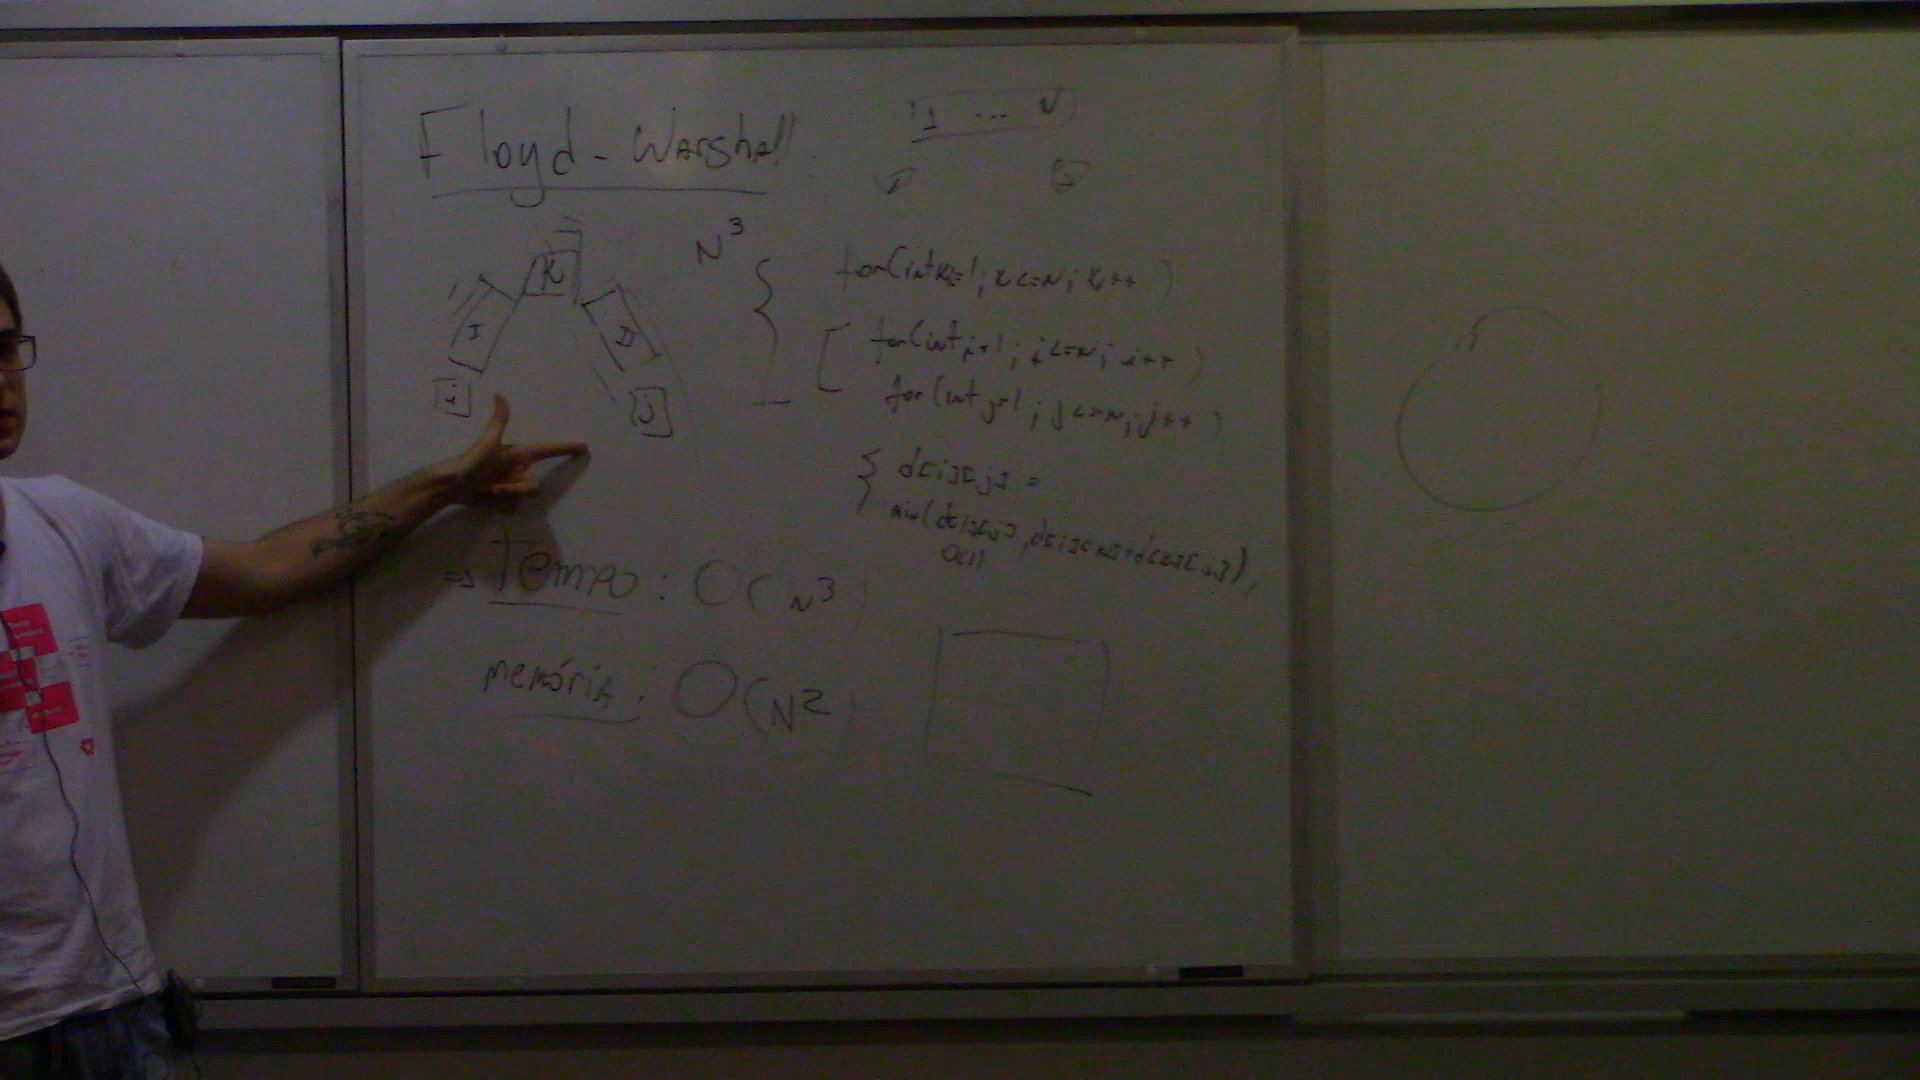 Floyd-Warshall
1 ... N
N³
for(int k=1; k<=N; k++)
for(int i=1; i<=N; i++)
for(int j=1; j<=N; j++)
K
I
II
i
j
{ d[i][j] =
min(d[i][j], d[i][k]+d[k][j]);
O(1)
=> Tempo: O(N³)
memória: O(N²)